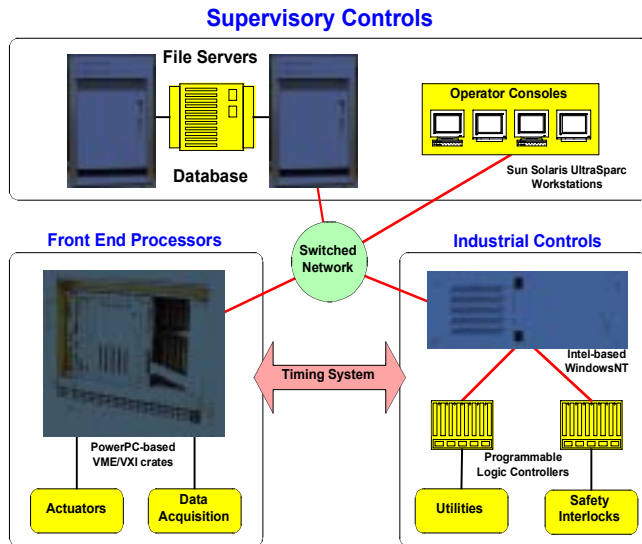 Supervisory Controls
File Servers
Database
Operator Consoles
Sun Solaris UltraSparc
Workstations
Switched
Network
Front End Processors
PowerPC-based
VME/VXI crates
Actuators
Data
Acquisition
Timing System
Industrial Controls
Intel-based
WindowsNT
Programmable
Logic Controllers
Utilities
Safety
Interlocks